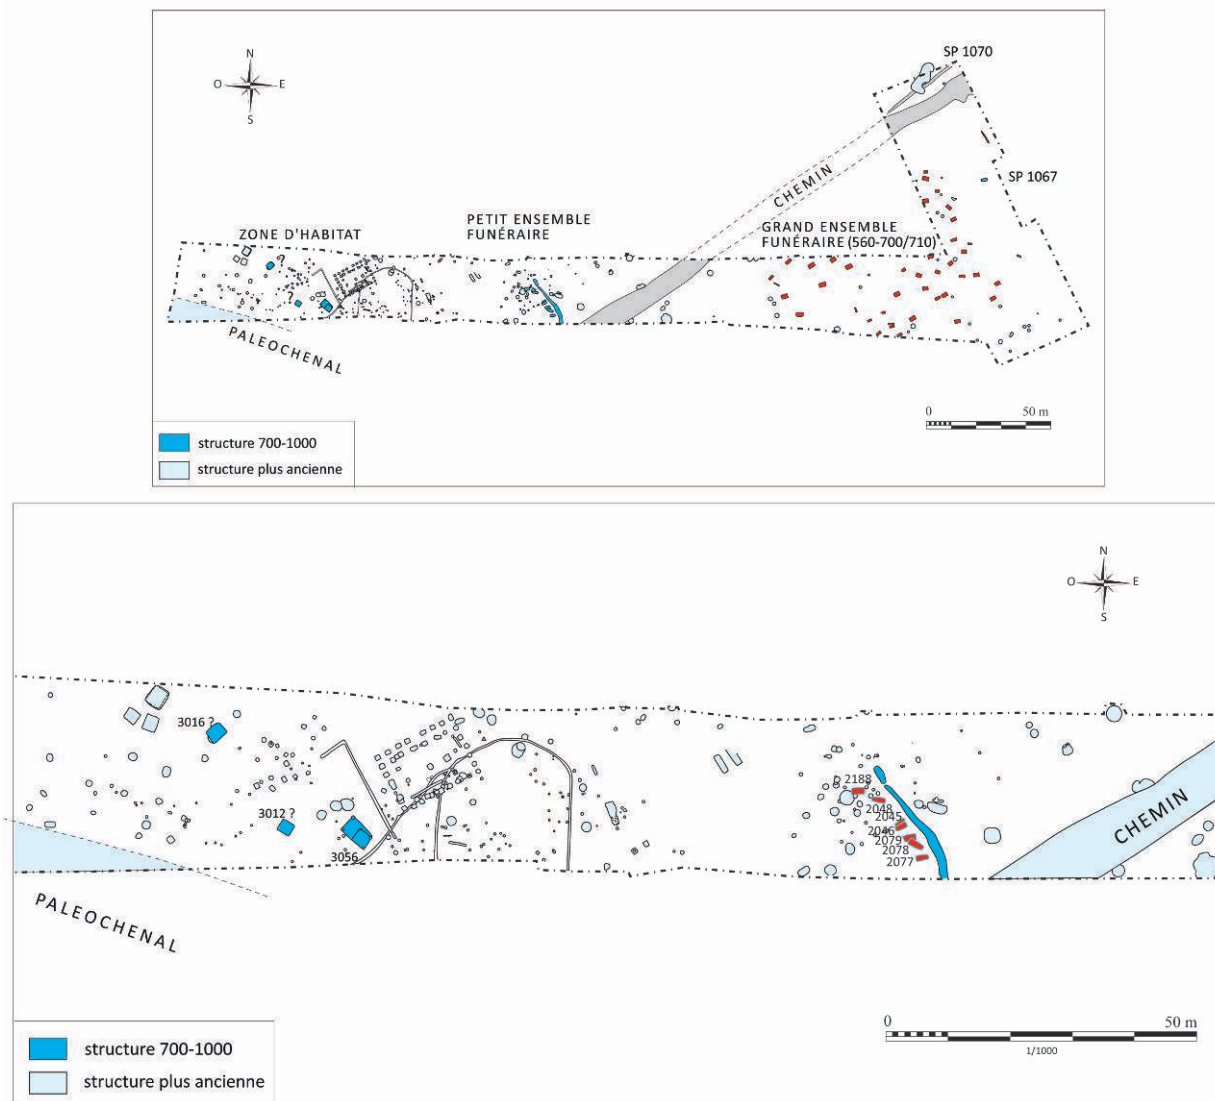 N
O E
S
SP 1070
SP 1067
CHEMIN
PETIT ENSEMBLE
FUNÉRAIRE
ZONE D'HABITAT
GRAND ENSEMBLE
FUNÉRAIRE (560-700/710)
?
?
PALEOCHENAL
0 50 m
structure 700-1000
structure plus ancienne
N
O E
S
3016 ?
3012 ?
3056
2188
2048
2045
2046
2079
2078
2077
CHEMIN
PALEOCHENAL
0 50 m
1/1000
structure 700-1000
structure plus ancienne